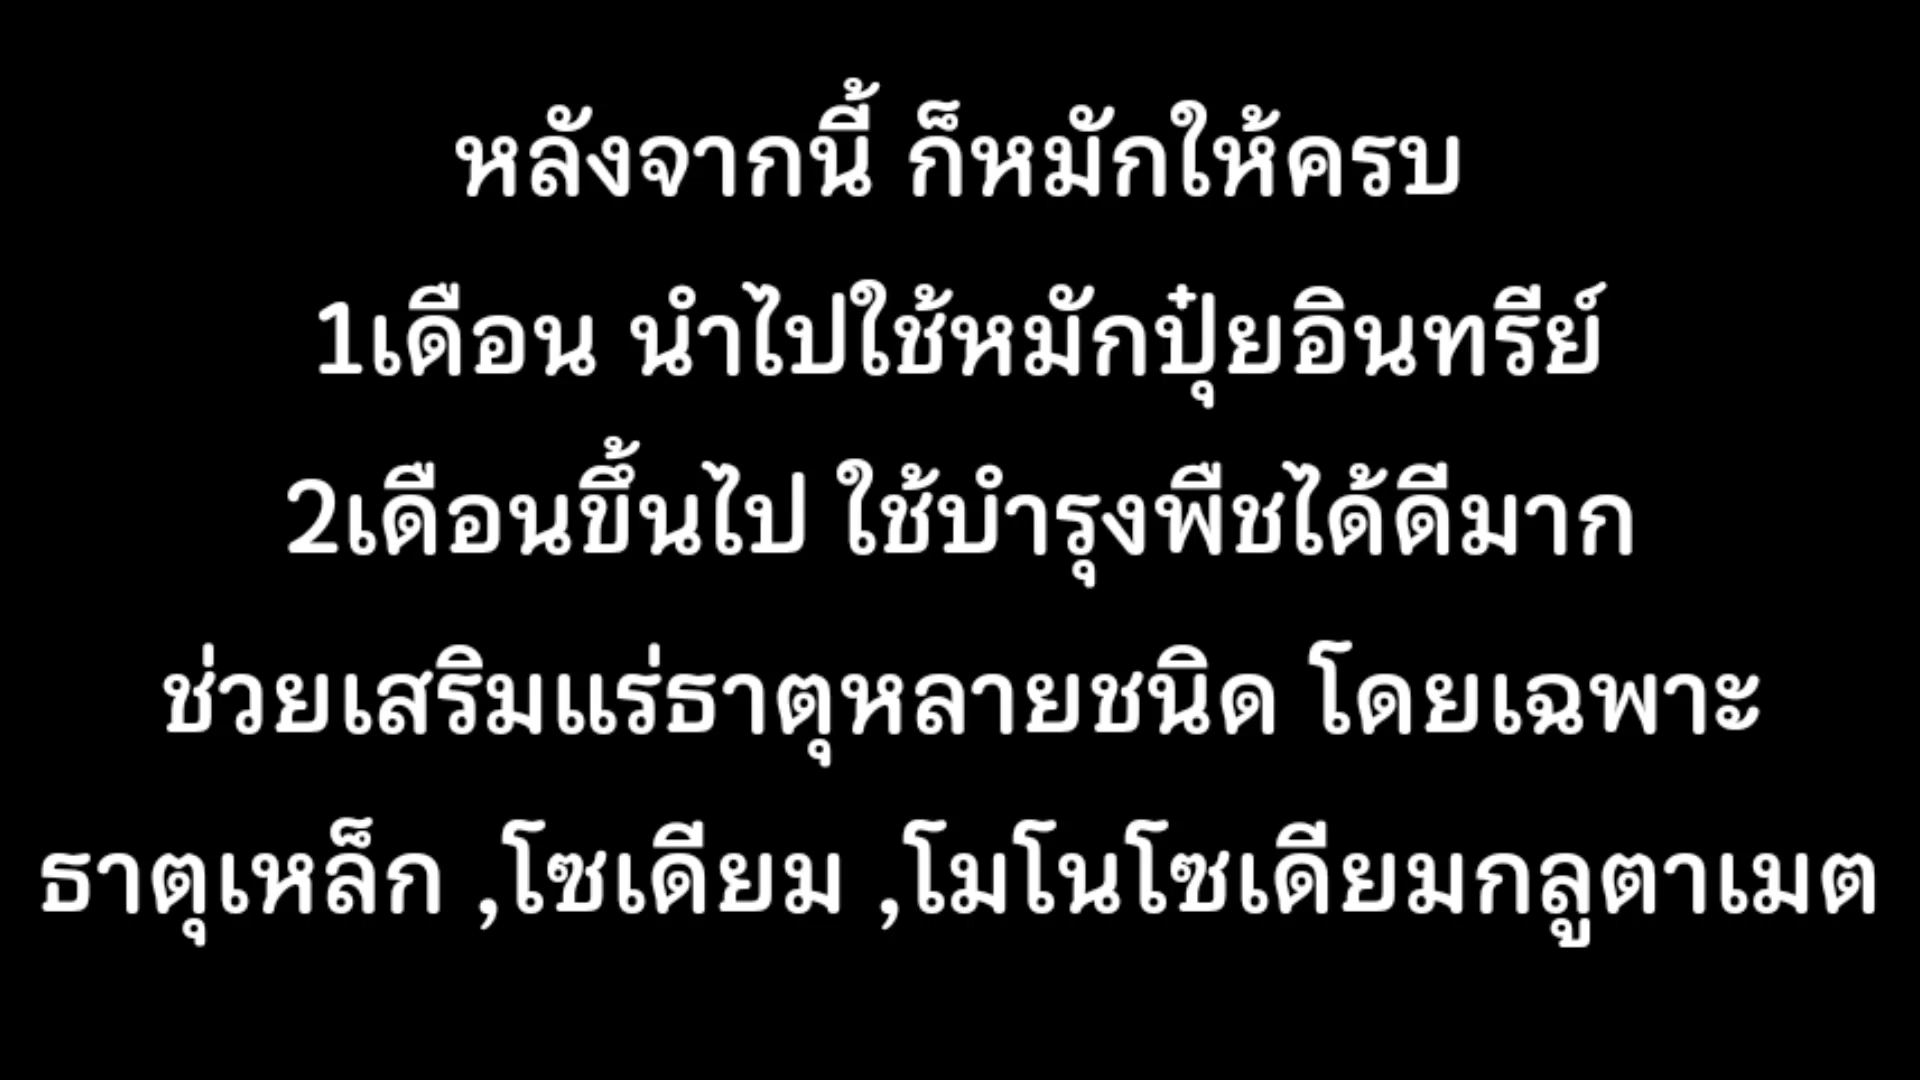 หลังจากนี้ ก็หมักให้ครบ
1เดือน นำไปใช้หมักปุ๋ยอินทรีย์
2เดือนขึ้นไป ใช้บำรุงพืชได้ดีมาก
ช่วยเสริมแร่ธาตุหลายชนิด โดยเฉพาะ
ธาตุเหล็ก ,โซเดียม ,โมโนโซเดียมกลูตาเมต